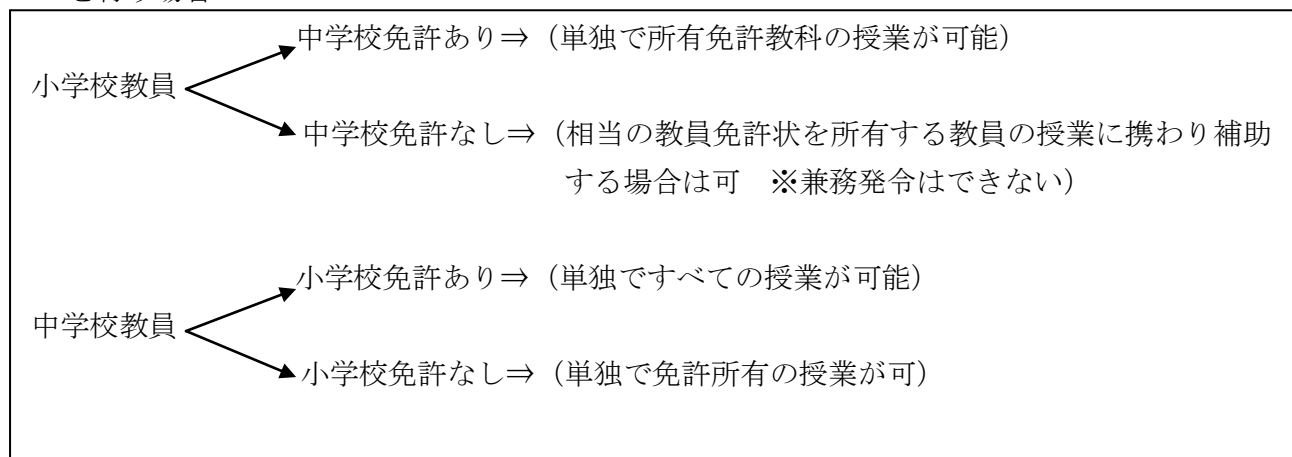 中学校免許あり⇒（単独で所有免許教科の授業が可能）
小学校教員
中学校免許なし⇒（相当の教員免許状を所有する教員の授業に携わり補助
する場合は可　※兼務発令はできない）
小学校免許あり⇒（単独ですべての授業が可能）
中学校教員
小学校免許なし⇒（単独で免許所有の授業が可）